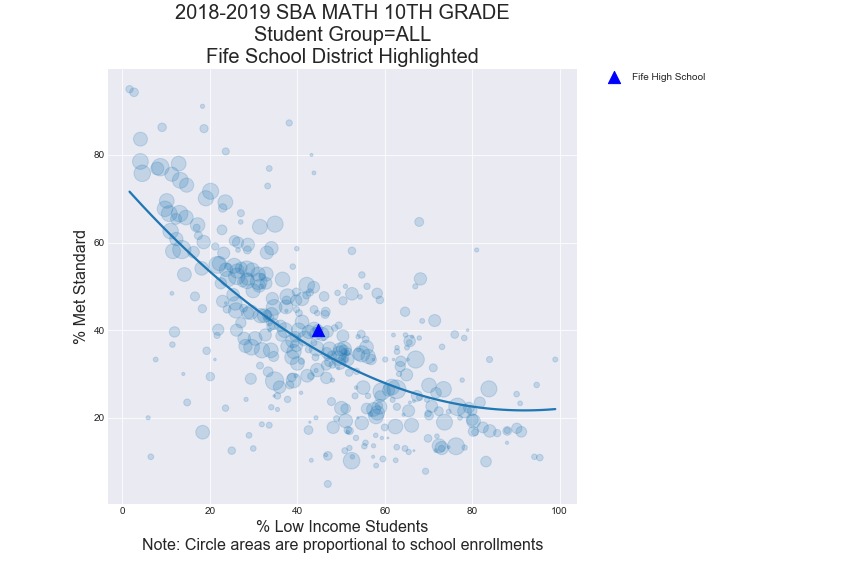 2018-2019 SBA MATH 10TH GRADE
Student Group=ALL
Fife School District Highlighted
Fife High School
% Met Standard
80
60
40
20
0 20 40 60 80 100
% Low Income Students
Note: Circle areas are proportional to school enrollments